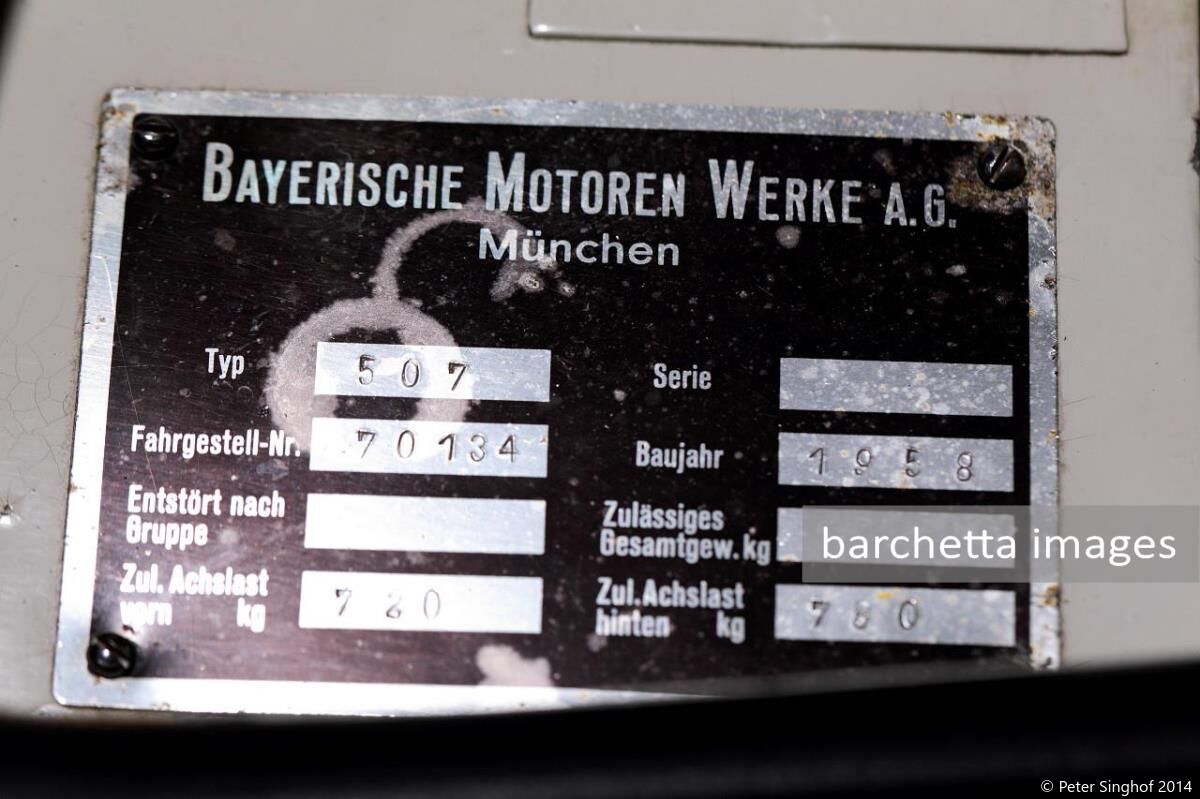 BAYERISCHE MOTOREN WERKE A.G.
München
Typ 507 Serie
Fahrgestell-Nr. 70134 Baujahr 1958
Entstört nach Gruppe Zulässiges Gesamtgew. kg
Zul. Achslast vorn kg 720 Zul. Achslast hinten kg 780
barchetta images
© Peter Singhof 2014